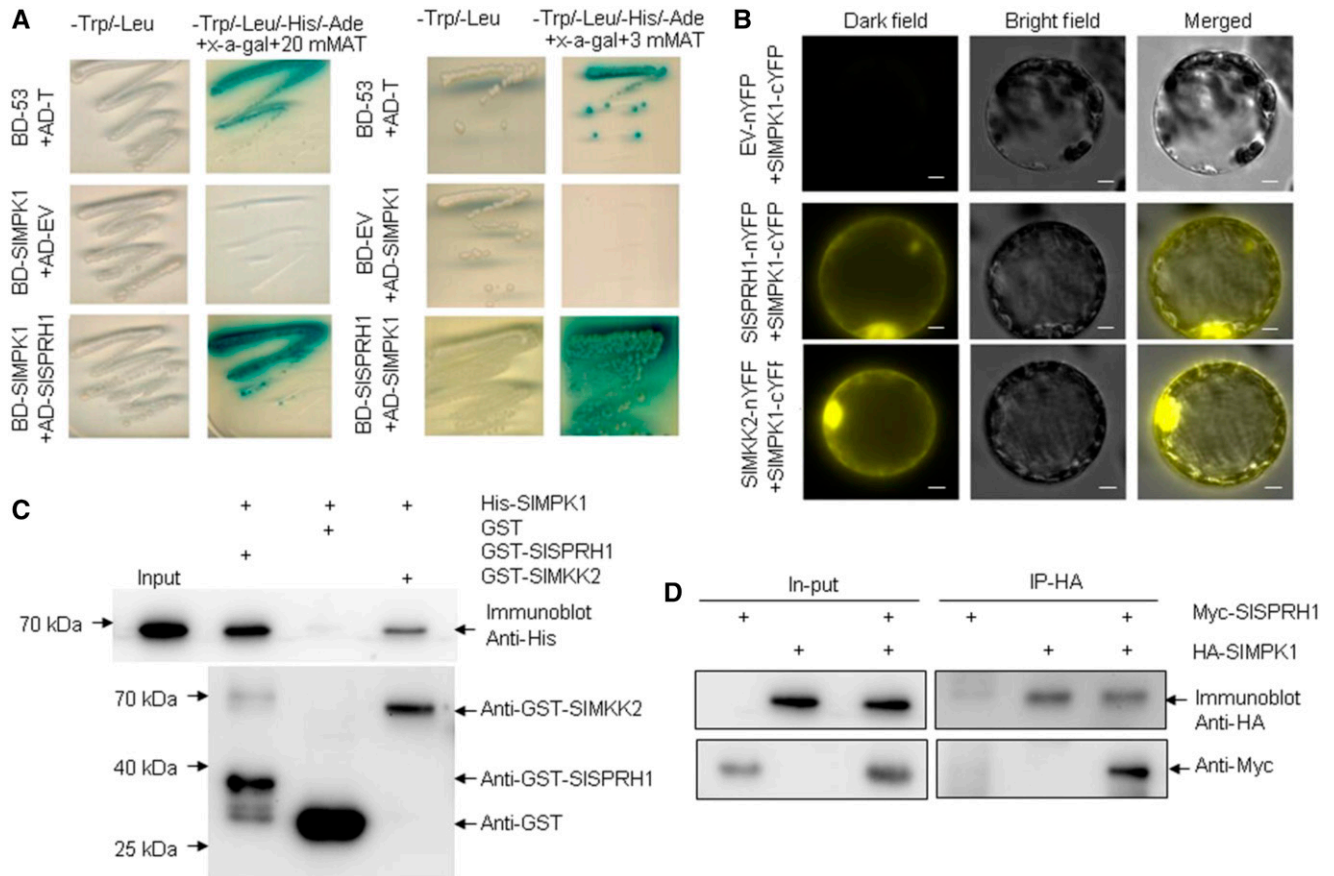 A
-Trp/-Leu
-Trp/-Leu/-His/-Ade
+x-a-gal+20 mMAT
-Trp/-Leu
-Trp/-Leu/-His/-Ade
+x-a-gal+3 mMAT
BD-53
+AD-T
BD-53
+AD-T
BD-SlMPK1
+AD-EV
BD-EV
+AD-SlMPK1
BD-SlMPK1
+AD-SlSPRH1
BD-SlSPRH1
+AD-SlMPK1
B
Dark field
Bright field
Merged
EV-nYFP
+SlMPK1-cYFP
SlSPRH1-nYFP
+SlMPK1-cYFP
SlMKK2-nYFF
+SlMPK1-cYFf
C
+ + + His-SlMPK1
+ GST
+ GST-SlSPRH1
Input + GST-SlMKK2
70 kDa
Immunoblot
Anti-His
70 kDa
Anti-GST-SlMKK2
40 kDa
Anti-GST-SlSPRH1
Anti-GST
25 kDa
D
In-put
IP-HA
+ + + + Myc-SlSPRH1
+ + + + HA-SlMPK1
Immunoblot
Anti-HA
Anti-Myc